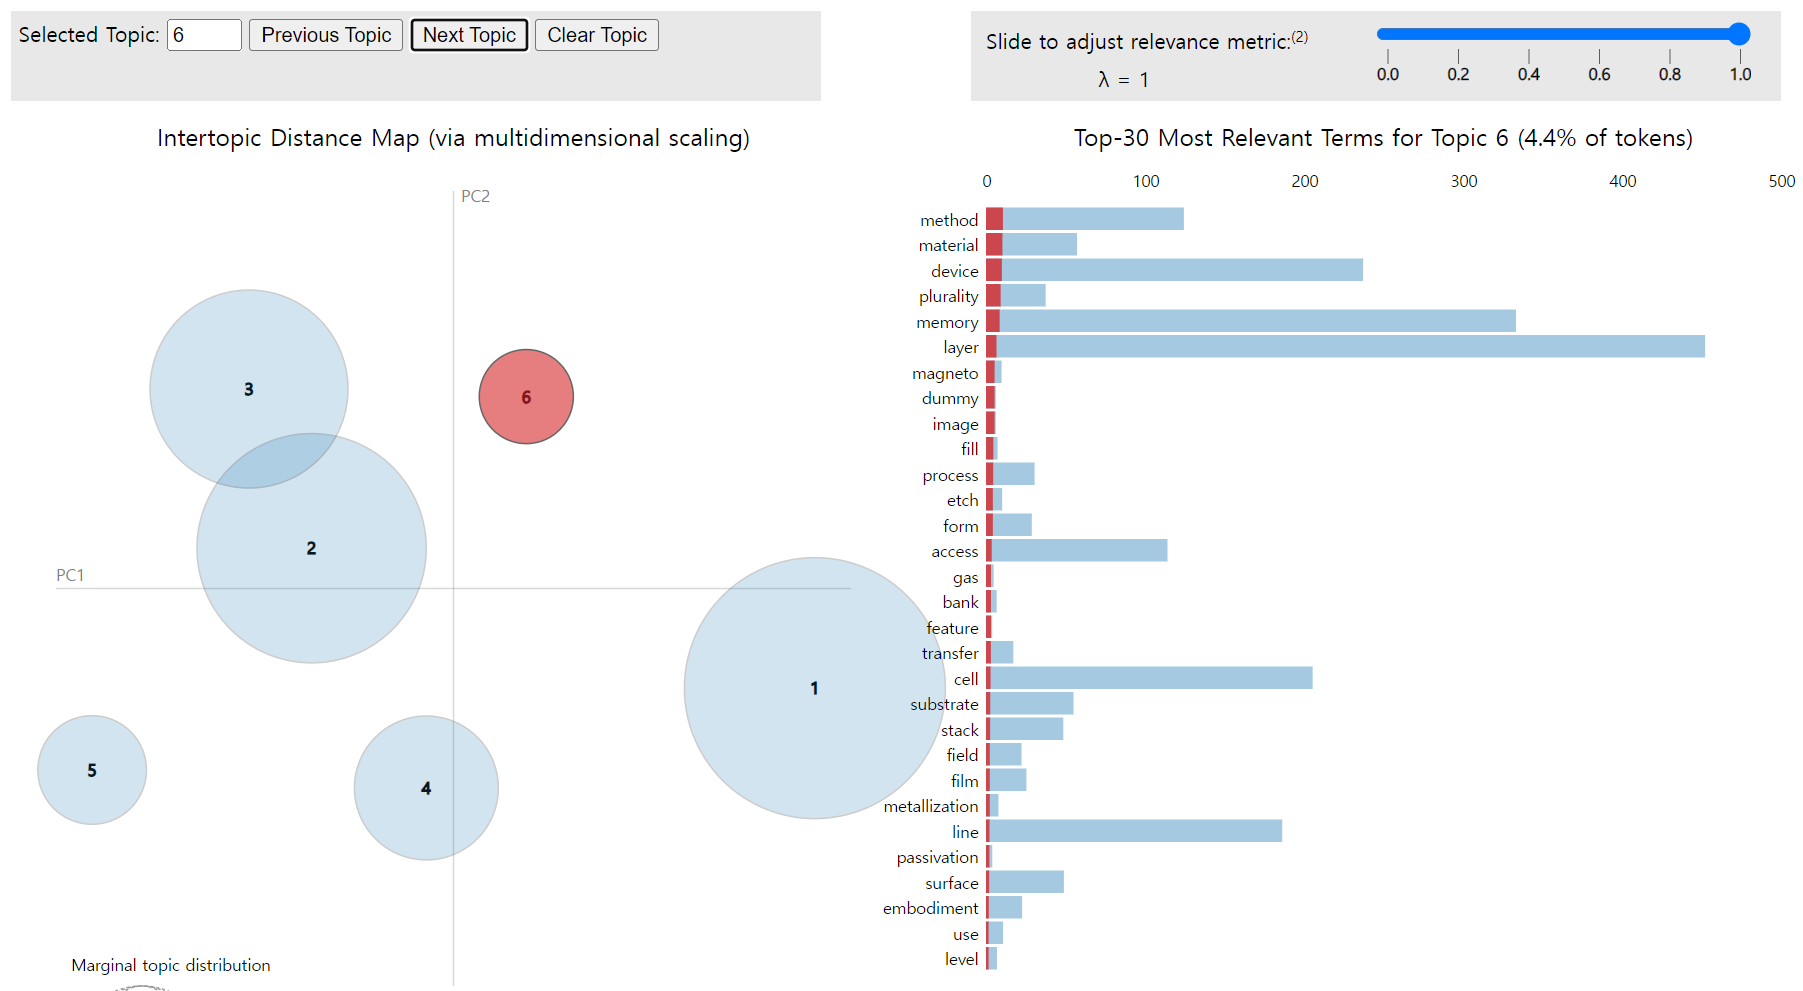 Selected Topic: 6 Previous Topic Next Topic Clear Topic
Slide to adjust relevance metric:(2)
λ = 1
0.0 0.2 0.4 0.6 0.8 1.0
Intertopic Distance Map (via multidimensional scaling)
PC2
PC1
3
6
2
1
5
4
Marginal topic distribution
Top-30 Most Relevant Terms for Topic 6 (4.4% of tokens)
0 100 200 300 400 500
method
material
device
plurality
memory
layer
magneto
dummy
image
fill
process
etch
form
access
gas
bank
feature
transfer
cell
substrate
stack
field
film
metallization
line
passivation
surface
embodiment
use
level